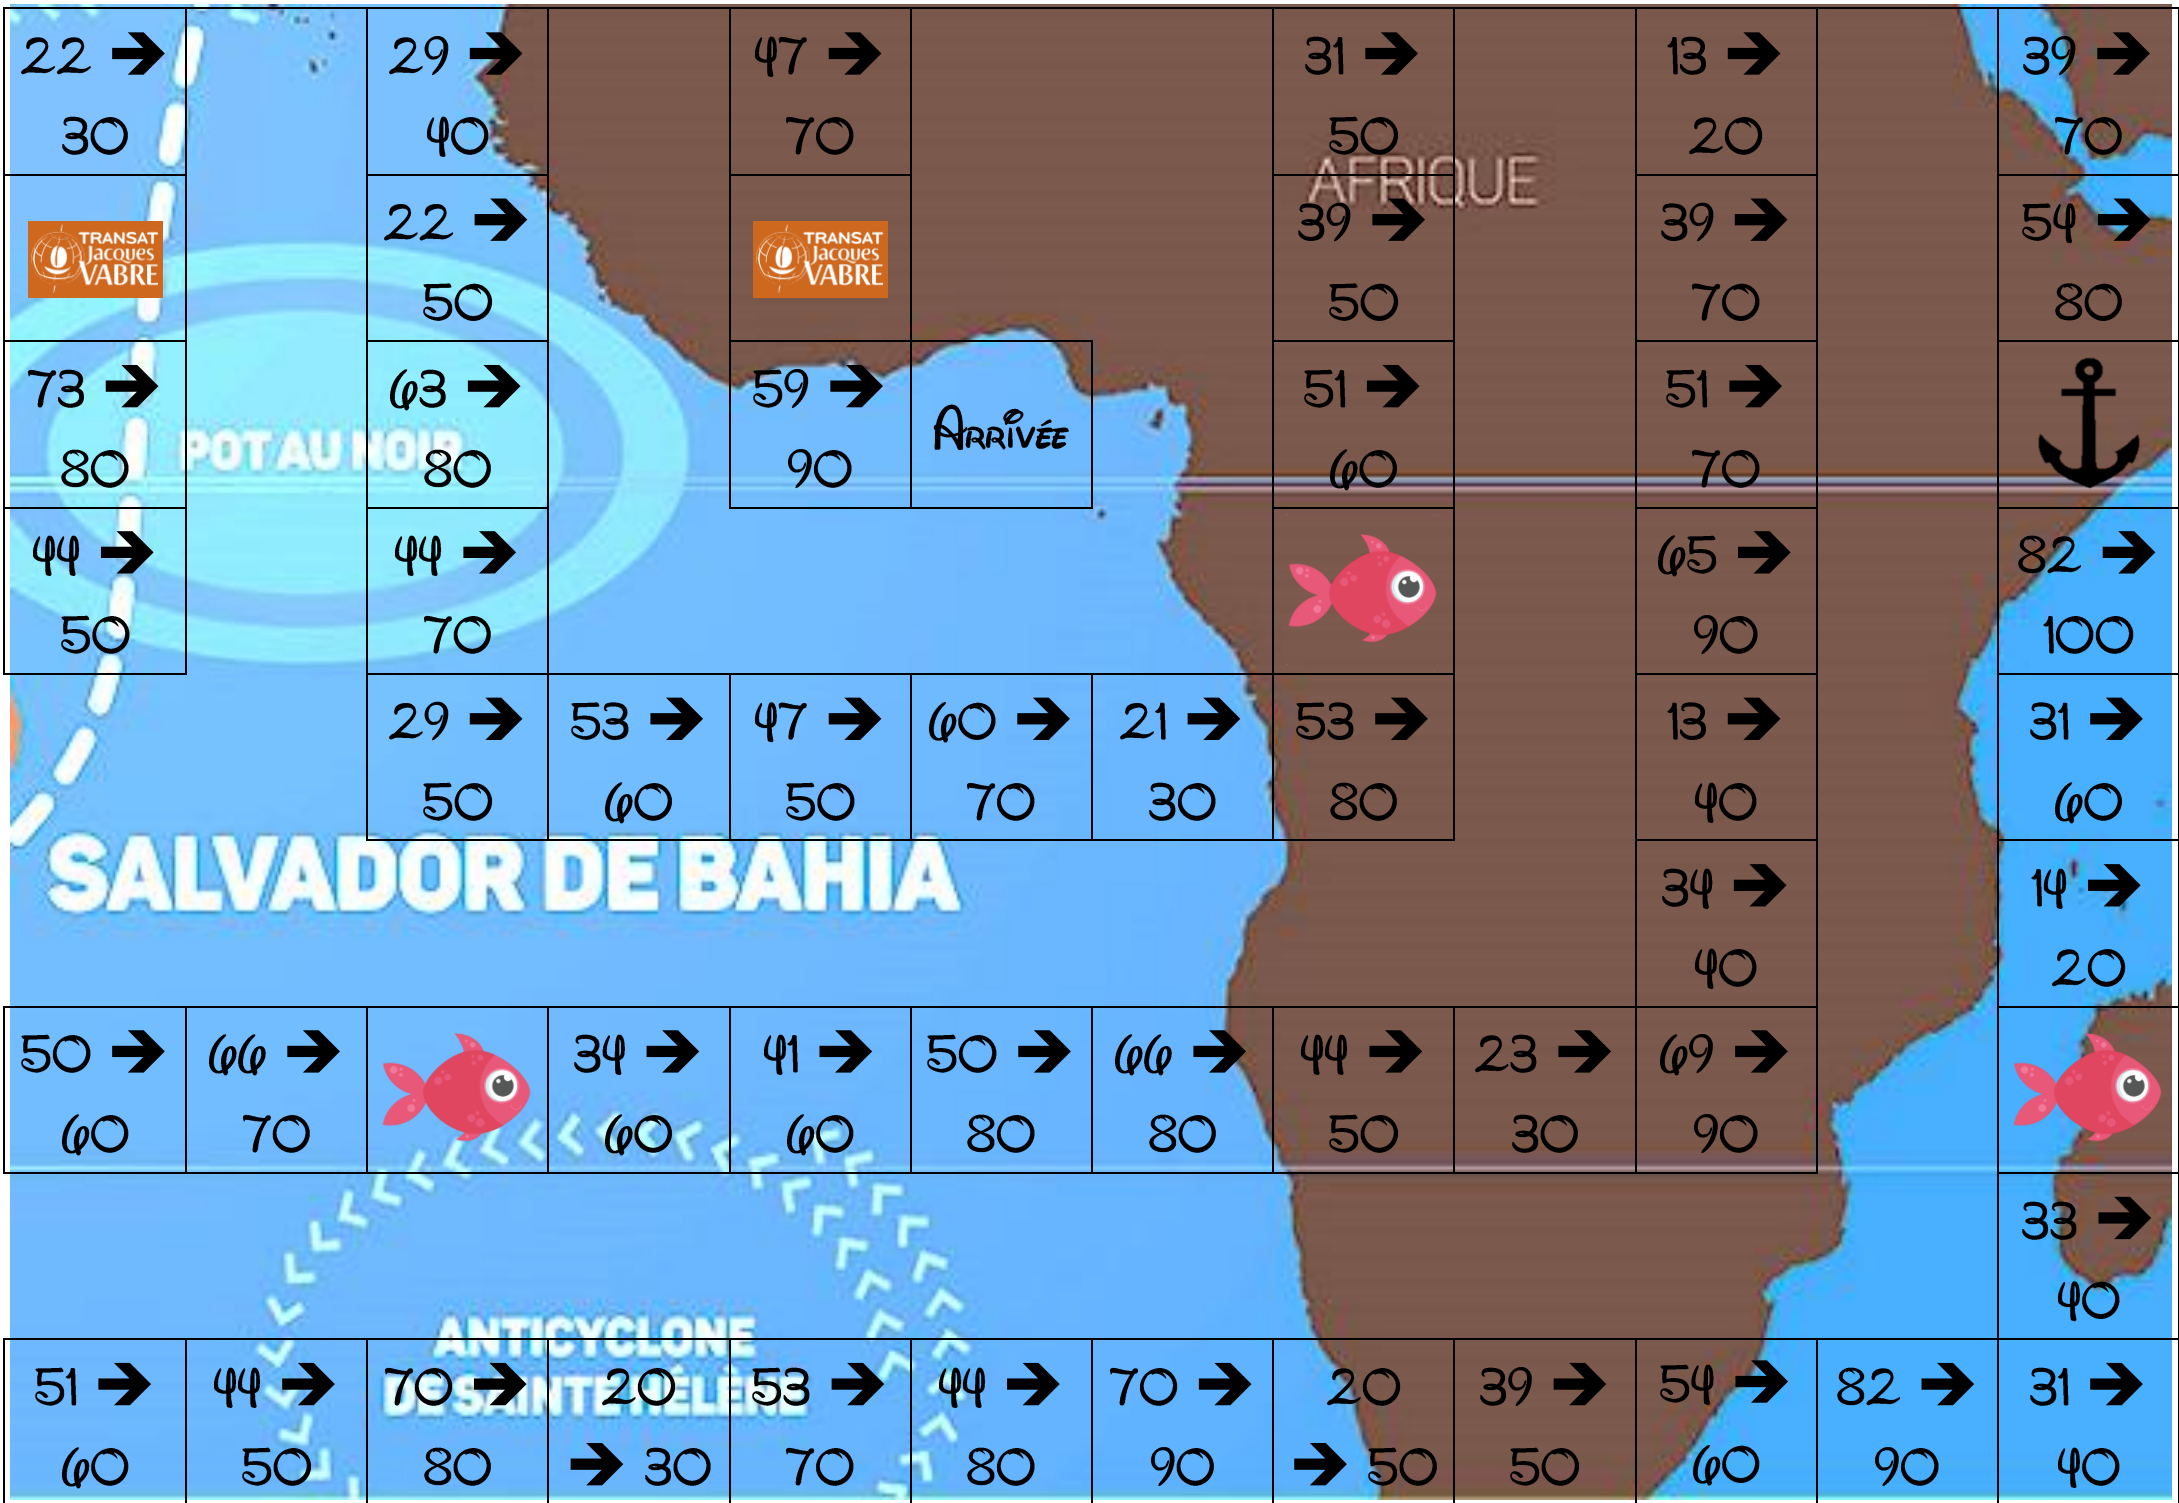 22 ➔ 29 ➔ 47 ➔ 31 ➔ 13 ➔ 39 ➔
30 40 70 50 20 70
AFRIQUE
22 ➔ 39 ➔ 39 ➔ 54 ➔
TRANSAT TRANSAT
Jacques Jacques
VABRE VABRE
50 50 70 80
73 ➔ 63 ➔ 59 ➔ 51 ➔ 51 ➔
ARRIVÉE
POT AU NOIR
80 80 90 60 70
44 ➔ 44 ➔ 65 ➔ 82 ➔
50 70 90 100
29 ➔ 53 ➔ 47 ➔ 60 ➔ 21 ➔ 53 ➔ 13 ➔ 31 ➔
50 60 50 70 30 80 40 60
SALVADOR DE BAHIA
34 ➔ 14 ➔
40 20
50 ➔ 66 ➔ 34 ➔ 41 ➔ 50 ➔ 66 ➔ 44 ➔ 23 ➔ 69 ➔
60 70 60 60 80 80 50 30 90
33 ➔
40
ANTICYCLONE
DE SAINTE HÉLÈNE
51 ➔ 44 ➔ 70 ➔ 20 53 ➔ 44 ➔ 70 ➔ 20 39 ➔ 54 ➔ 82 ➔ 31 ➔
60 50 80 ➔ 30 70 80 90 ➔ 50 50 60 90 40